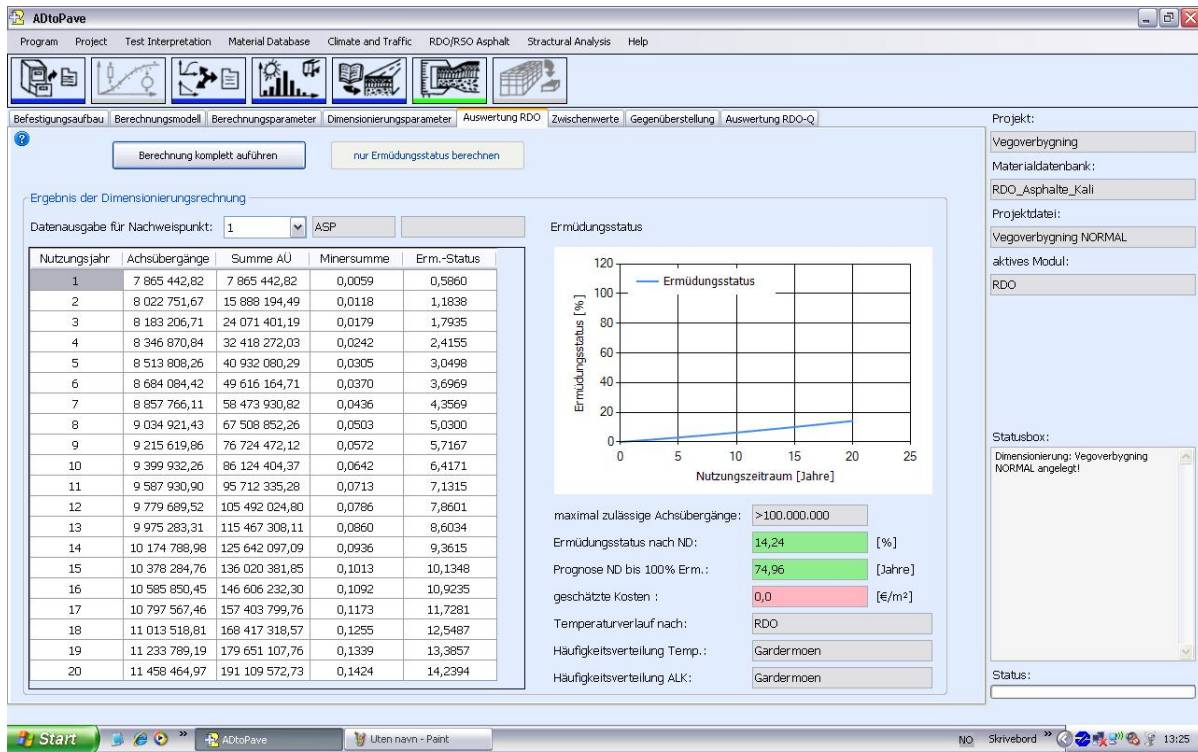 ADtoPave
Program Project Test Interpretation Material Database Climate and Traffic RDO/RSO Asphalt Stractural Analysis Help
Befestigungsaufbau Berechnungsmodell Berechnungsparameter Dimensionierungsparameter Auswertung RDO Zwischenwerte Gegenüberstellung Auswertung RDO-Q
Berechnung komplett auführen nur Ermüdungsstatus berechnen
Ergebnis der Dimensionierungsrechnung
Datenausgabe für Nachweispunkt: 1 ASP
Nutzungsjahr Achsübergänge Summe AÜ Minersumme Erm.-Status
1 7 865 442,82 7 865 442,82 0,0059 0,5860
2 8 022 751,67 15 888 194,49 0,0118 1,1838
3 8 183 206,71 24 071 401,19 0,0179 1,7935
4 8 346 870,84 32 418 272,03 0,0242 2,4155
5 8 513 808,26 40 932 080,29 0,0305 3,0498
6 8 684 084,42 49 616 164,71 0,0370 3,6969
7 8 857 766,11 58 473 930,82 0,0436 4,3569
8 9 034 921,43 67 508 852,26 0,0503 5,0300
9 9 215 619,86 76 724 472,12 0,0572 5,7167
10 9 399 932,26 86 124 404,37 0,0642 6,4171
11 9 587 930,90 95 712 335,28 0,0713 7,1315
12 9 779 689,52 105 492 024,80 0,0786 7,8601
13 9 975 283,31 115 467 308,11 0,0860 8,6034
14 10 174 788,98 125 642 097,09 0,0936 9,3615
15 10 378 284,76 136 020 381,85 0,1013 10,1348
16 10 585 850,45 146 606 232,30 0,1092 10,9235
17 10 797 567,46 157 403 799,76 0,1173 11,7281
18 11 013 518,81 168 417 318,57 0,1255 12,5487
19 11 233 789,19 179 651 107,76 0,1339 13,3857
20 11 458 464,97 191 109 572,73 0,1424 14,2394
Ermüdungsstatus
Ermüdungsstatus
Ermüdungsstatus [%]
120
100
80
60
40
20
0
0 5 10 15 20 25
Nutzungszeitraum [Jahre]
maximal zulässige Achsübergänge: >100.000.000
Ermüdungsstatus nach ND: 14,24 [%]
Prognose ND bis 100% Erm.: 74,96 [Jahre]
geschätzte Kosten : 0,0 [€/m²]
Temperaturverlauf nach: RDO
Häufigkeitsverteilung Temp.: Gardermoen
Häufigkeitsverteilung ALK: Gardermoen
Projekt:
Vegoverbygning
Materialdatenbank:
RDO_Asphalte_Kali
Projektdatei:
Vegoverbygning NORMAL
aktives Modul:
RDO
Statusbox:
Dimensionierung: Vegoverbygning
NORMAL angelegt!
Status:
Start ADtoPave Uten navn - Paint NO Skrivebord 13:25